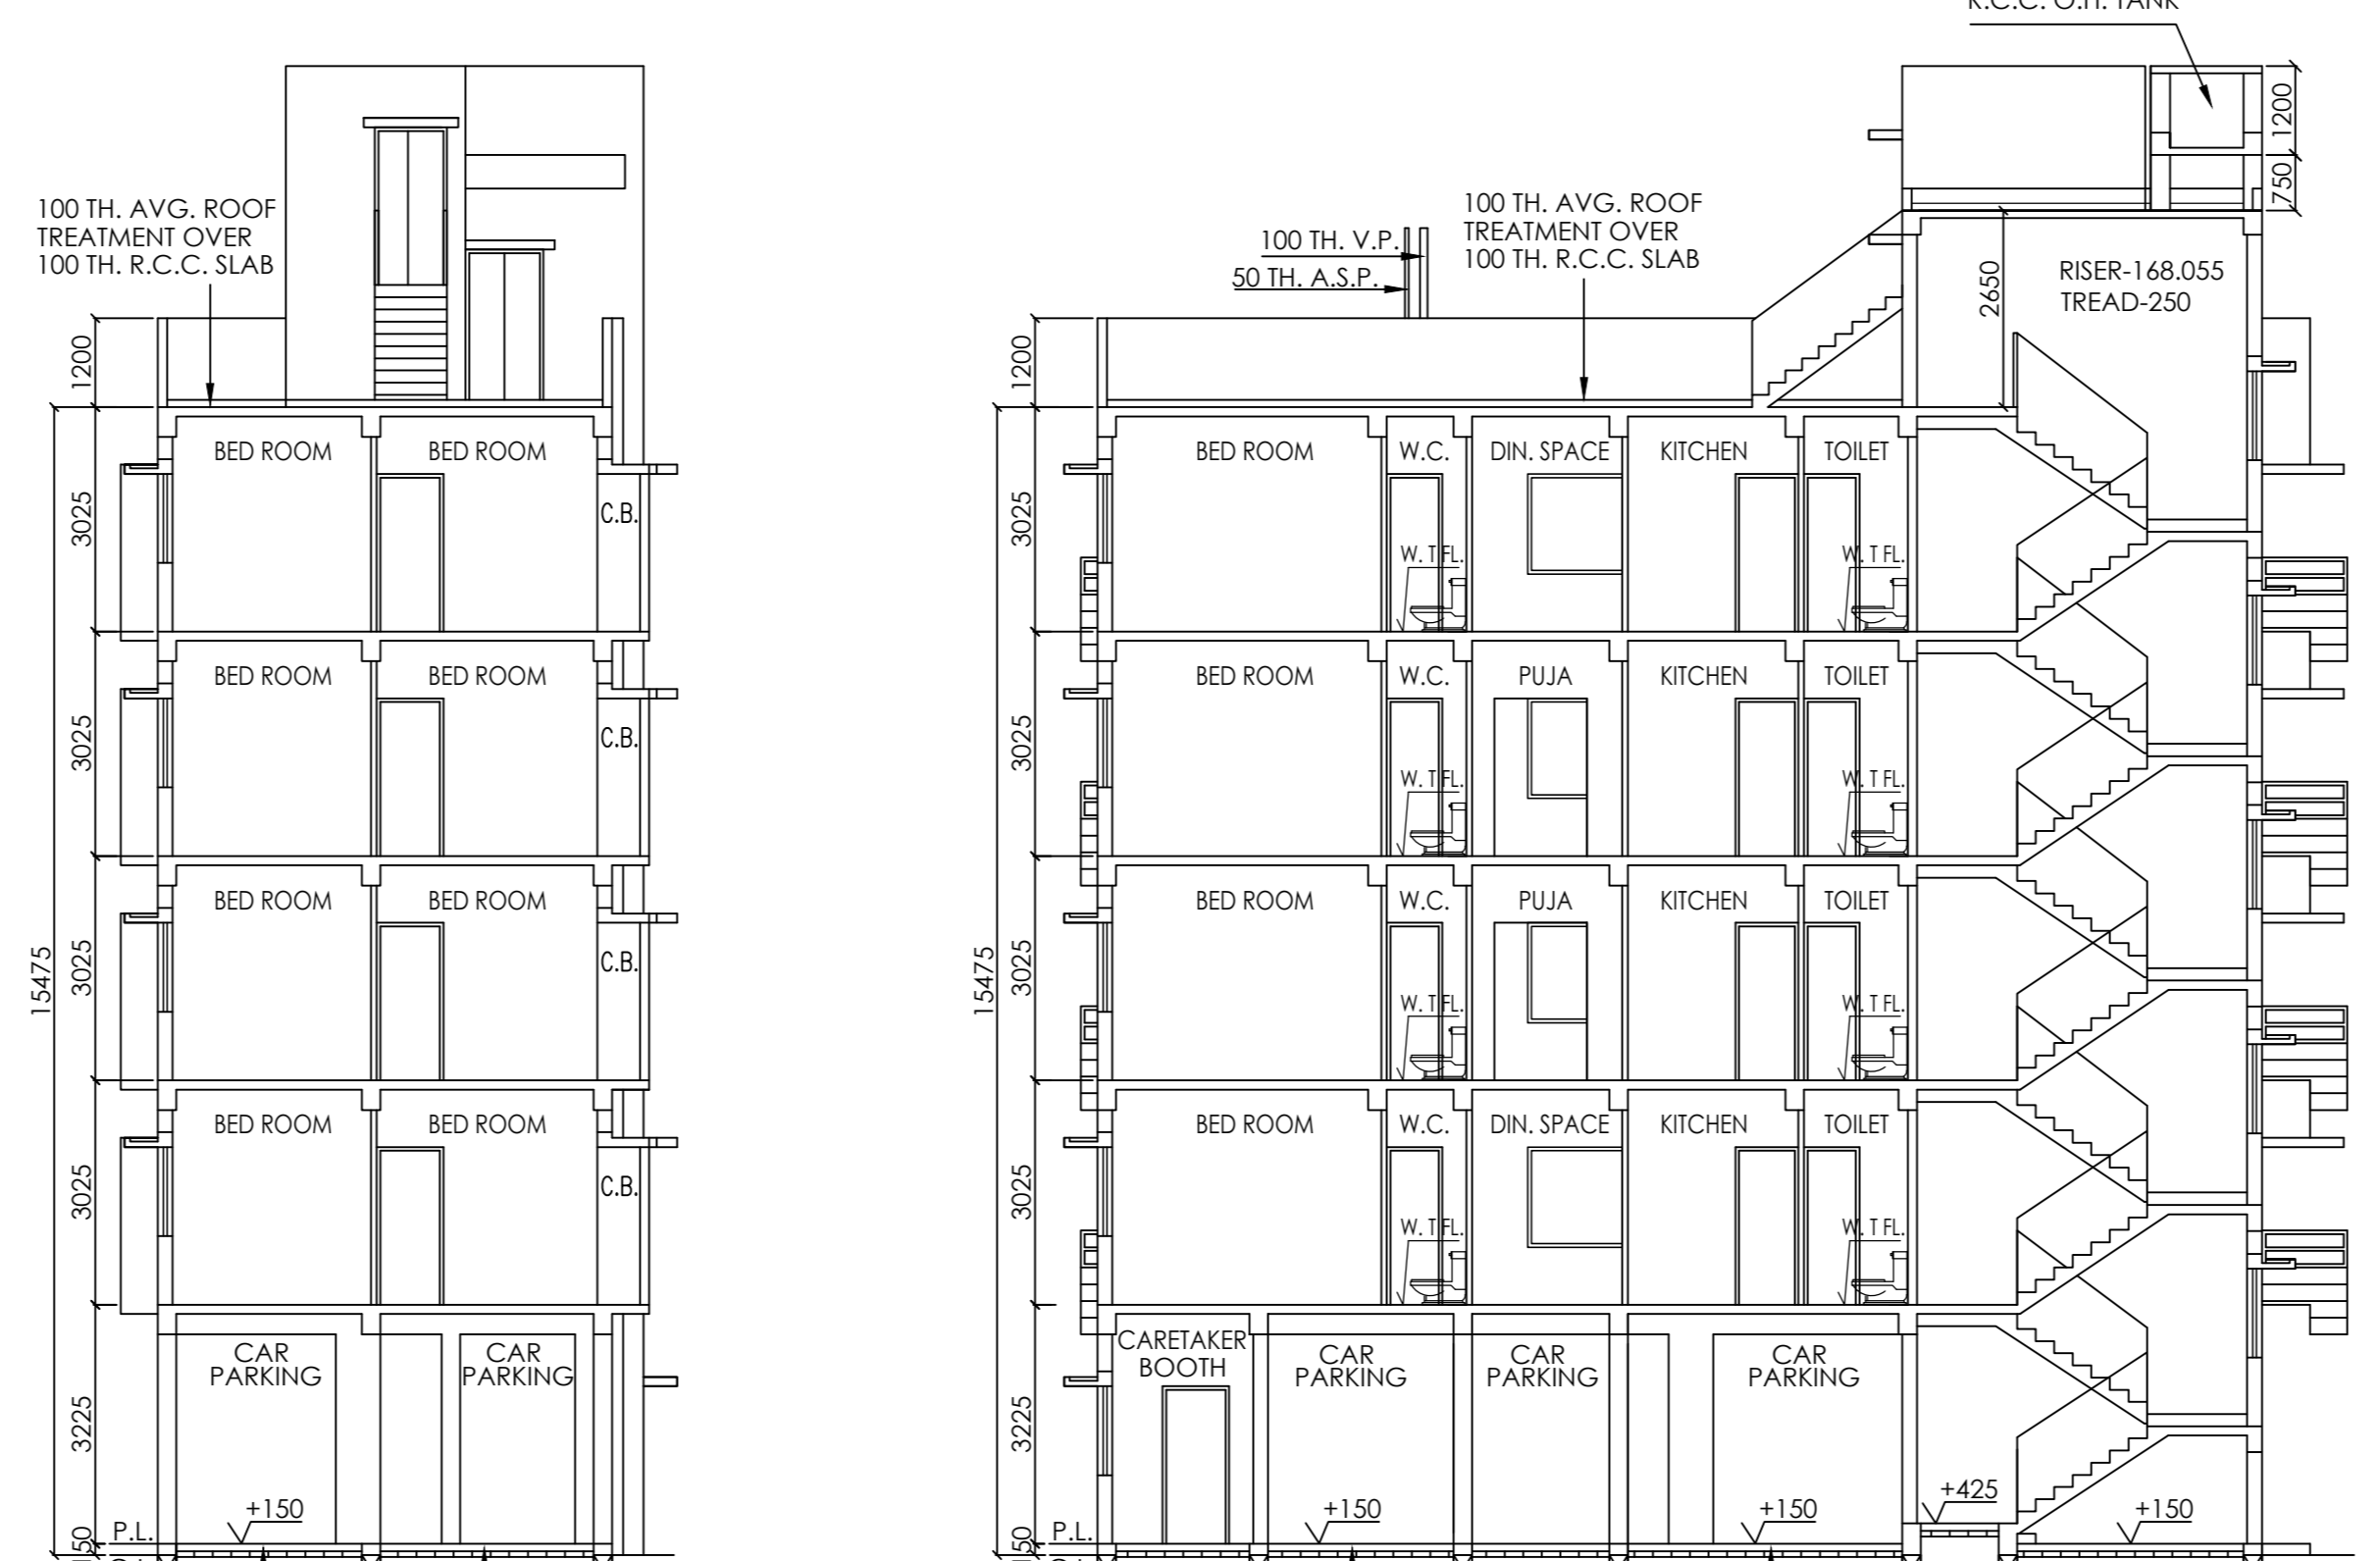 R.C.C. O.H. TANK
1200
750
100 TH. AVG. ROOF
TREATMENT OVER
100 TH. R.C.C. SLAB
1200
BED ROOM
BED ROOM
C.B.
3025
BED ROOM
BED ROOM
C.B.
3025
BED ROOM
BED ROOM
C.B.
3025
15475
BED ROOM
BED ROOM
C.B.
3025
CAR
PARKING
CAR
PARKING
3225
+150
P.L.
150
100 TH. V.P.
50 TH. A.S.P.
100 TH. AVG. ROOF
TREATMENT OVER
100 TH. R.C.C. SLAB
2650
RISER-168.055
TREAD-250
1200
BED ROOM
W.C.
DIN. SPACE
KITCHEN
TOILET
3025
W. T FL.
W. T FL.
BED ROOM
W.C.
PUJA
KITCHEN
TOILET
3025
W. T FL.
W. T FL.
BED ROOM
W.C.
PUJA
KITCHEN
TOILET
3025
15475
W. T FL.
W. T FL.
BED ROOM
W.C.
DIN. SPACE
KITCHEN
TOILET
3025
W. T FL.
W. T FL.
CARETAKER
BOOTH
CAR
PARKING
CAR
PARKING
CAR
PARKING
3225
+150
+150
+425
+150
P.L.
150